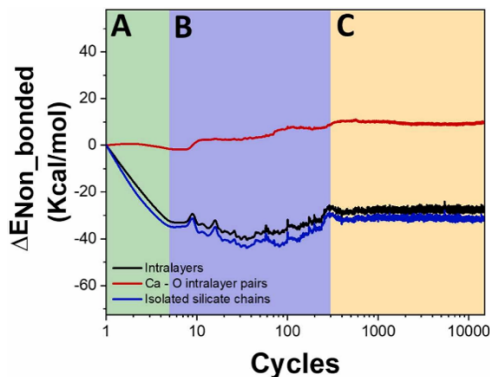 A B C
ΔENon_bonded
(Kcal/mol)
40
20
0
-20
-40
-60
Intralayers
Ca - O intralayer pairs
Isolated silicate chains
1 10 100 1000 10000
Cycles